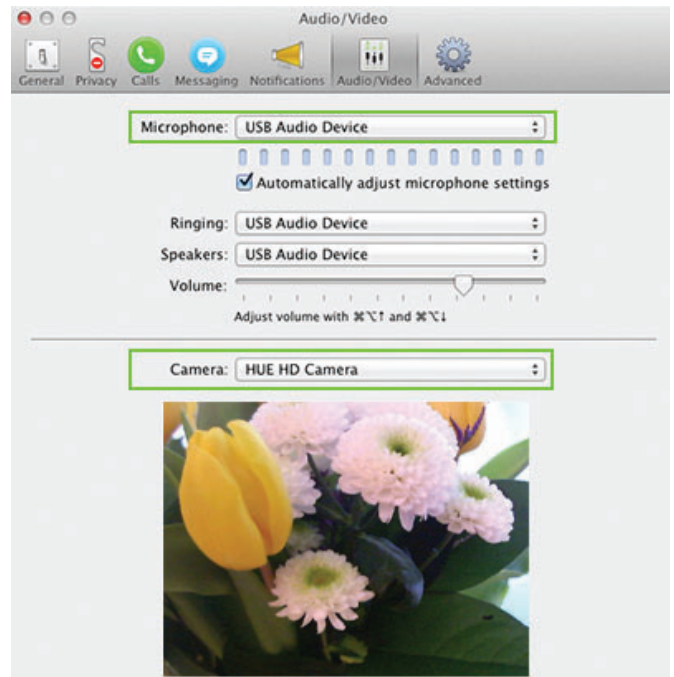 Audio/Video
General Privacy Calls Messaging Notifications Audio/Video Advanced
Microphone: USB Audio Device
Automatically adjust microphone settings
Ringing: USB Audio Device
Speakers: USB Audio Device
Volume:
Adjust volume with ⌘⌥↑ and ⌘⌥↓
Camera: HUE HD Camera